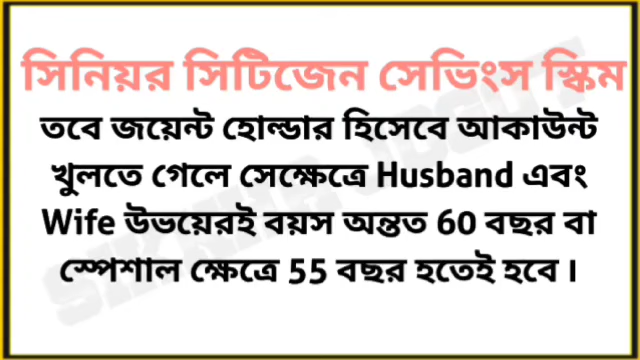 সিনিয়র সিটিজেন সেভিংস স্কিম
তবে জয়েন্ট হোল্ডার হিসেবে আকাউন্ট
খুলতে গেলে সেক্ষেত্রে Husband এবং
Wife উভয়েরই বয়স অন্তত 60 বছর বা
স্পেশাল ক্ষেত্রে 55 বছর হতেই হবে।